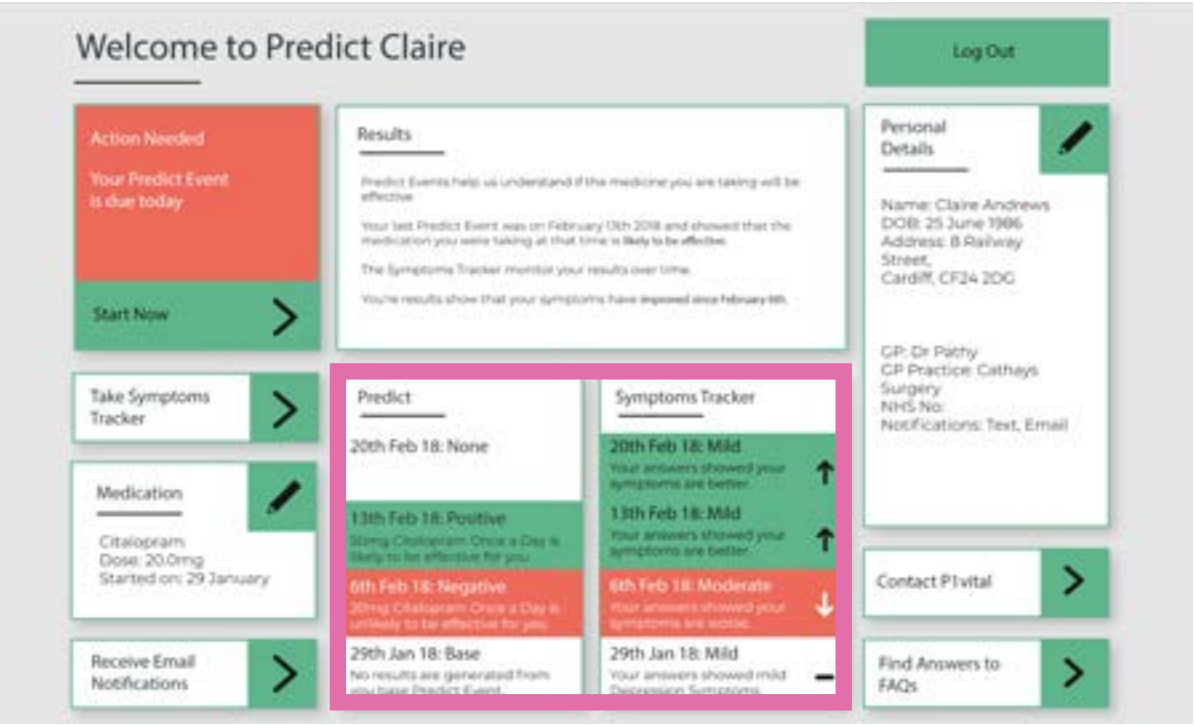 Welcome to Predict Claire
Log Out
Action Needed
Your Predict Event
is due today
Start Now
Results
Predict Events help us understand if the medicine you are taking will be
effective
Your last Predict Event was on February 13th 2018 and showed that the
medication you were taking at that time is likely to be effective.
The Symptoms Tracker monitor your results over time.
You're results show that your symptoms have improved since February 6th.
Personal
Details
Name: Claire Andrews
DOB: 25 June 1986
Address: 8 Railway
Street,
Cardiff, CF24 2DG
GP: Dr Pathy
GP Practice: Cathays
Surgery
NHS No:
Notifications: Text, Email
Take Symptoms
Tracker
Medication
Citalopram
Dose: 20.0mg
Started on: 29 January
Receive Email
Notifications
Predict
20th Feb 18: None
13th Feb 18: Positive
Citalopram Once a Day is
likely to be effective for you
6th Feb 18: Negative
20mg Citalopram Once a Day is
unlikely to be effective for you
29th Jan 18: Base
No results are generated from
you base Predict Event.
Symptoms Tracker
20th Feb 18: Mild
Your answers showed your
symptoms are better.
13th Feb 18: Mild
Your answers showed your
symptoms are better.
6th Feb 18: Moderate
Your answers showed your
symptoms are worse.
29th Jan 18: Mild
Your answers showed mild
Depression Symptoms.
Contact P1vital
Find Answers to
FAQs